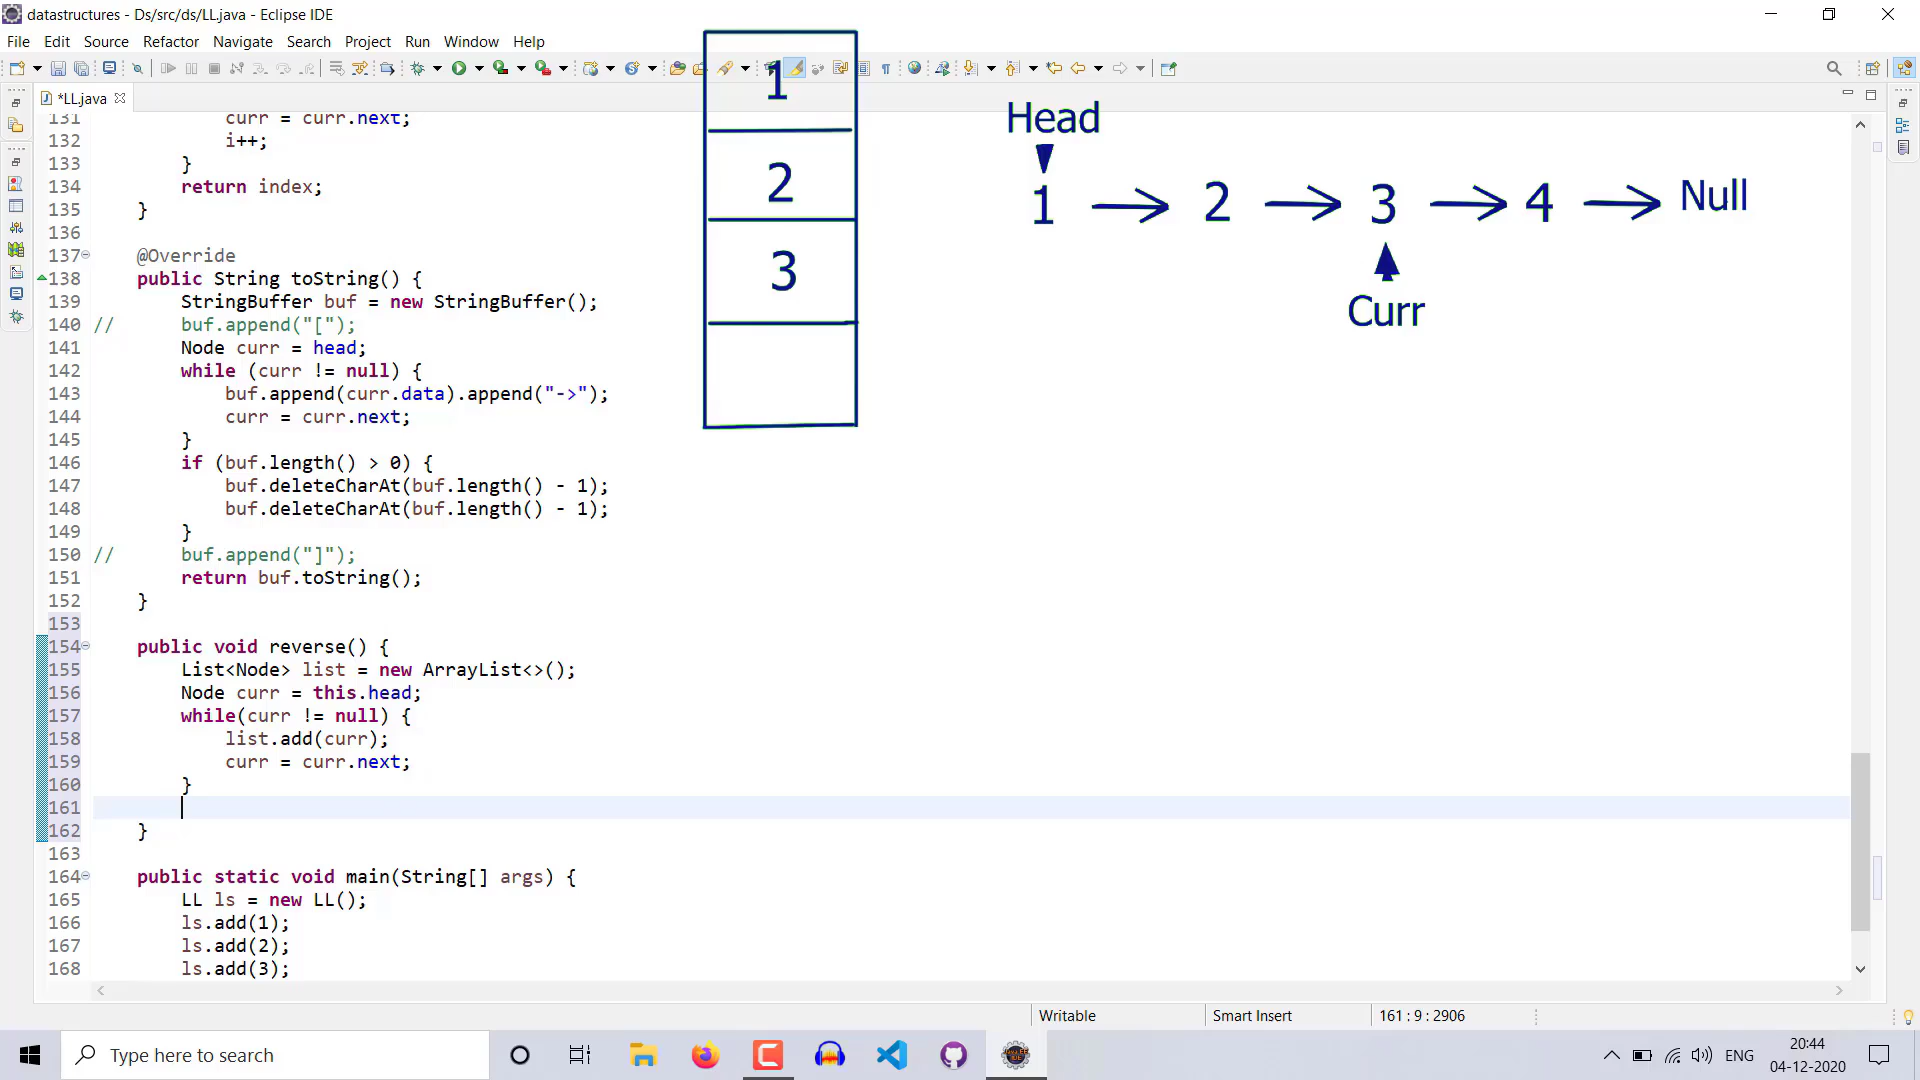 datastructures - Ds/src/ds/LL.java - Eclipse IDE
File Edit Source Refactor Navigate Search Project Run Window Help
*LL.java
131             curr = curr.next;
132             i++;
133         }
134         return index;
135     }
136
137     @Override
138     public String toString() {
139         StringBuffer buf = new StringBuffer();
140 //      buf.append("[");
141         Node curr = head;
142         while (curr != null) {
143             buf.append(curr.data).append("->");
144             curr = curr.next;
145         }
146         if (buf.length() > 0) {
147             buf.deleteCharAt(buf.length() - 1);
148             buf.deleteCharAt(buf.length() - 1);
149         }
150 //      buf.append("]");
151         return buf.toString();
152     }
153
154     public void reverse() {
155         List<Node> list = new ArrayList<>();
156         Node curr = this.head;
157         while(curr != null) {
158             list.add(curr);
159             curr = curr.next;
160         }
161
162     }
163
164     public static void main(String[] args) {
165         LL ls = new LL();
166         ls.add(1);
167         ls.add(2);
168         ls.add(3);
1
2
3
Head
1 → 2 → 3 → 4 → Null
Curr
Writable Smart Insert 161 : 9 : 2906
Type here to search
ENG
20:44
04-12-2020